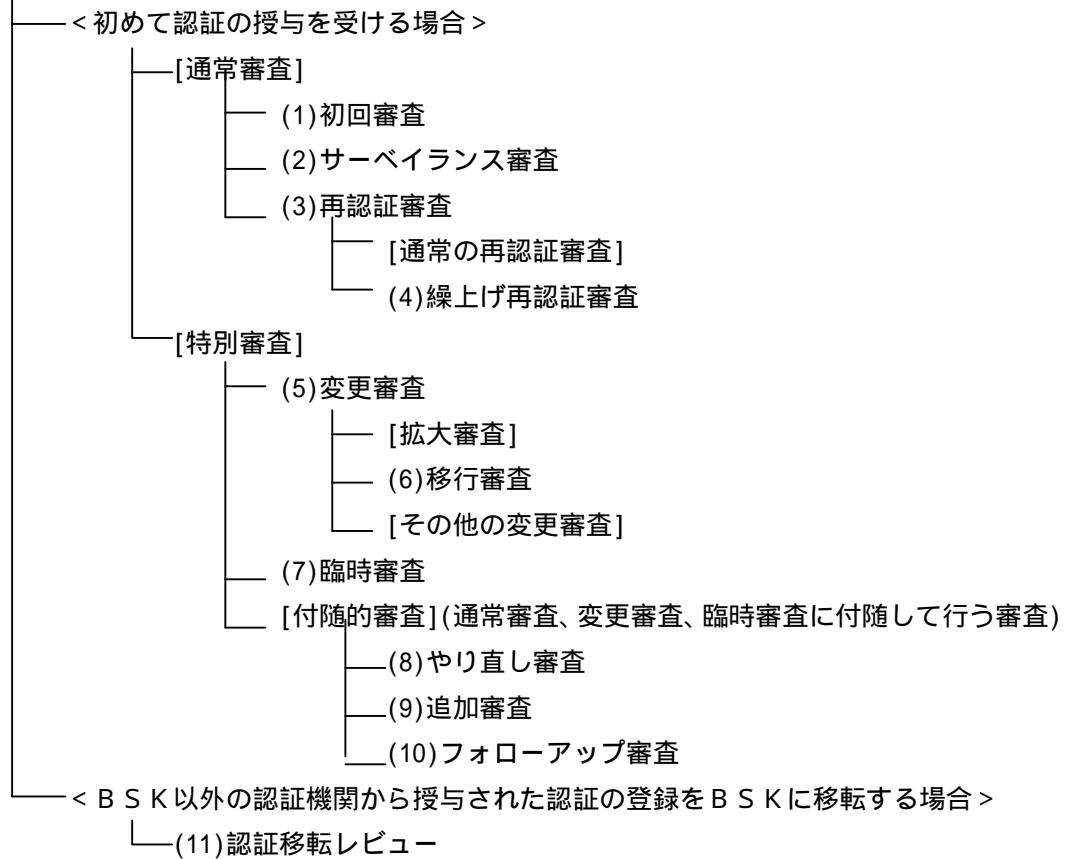 <初めて認証の授与を受ける場合>
[通常審査]
(1)初回審査
(2)サーベイランス審査
(3)再認証審査
[通常の再認証審査]
(4)繰上げ再認証審査
[特別審査]
(5)変更審査
[拡大審査]
(6)移行審査
[その他の変更審査]
(7)臨時審査
[付随的審査](通常審査、変更審査、臨時審査に付随して行う審査)
(8)やり直し審査
(9)追加審査
(10)フォローアップ審査
<BSK以外の認証機関から授与された認証の登録をBSKに移転する場合>
(11)認証移転レビュー